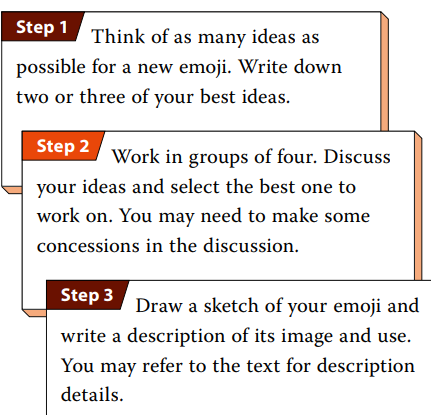 Step 1 Think of as many ideas as
possible for a new emoji. Write down
two or three of your best ideas.
Step 2 Work in groups of four. Discuss
your ideas and select the best one to
work on. You may need to make some
concessions in the discussion.
Step 3 Draw a sketch of your emoji and
write a description of its image and use.
You may refer to the text for description
details.